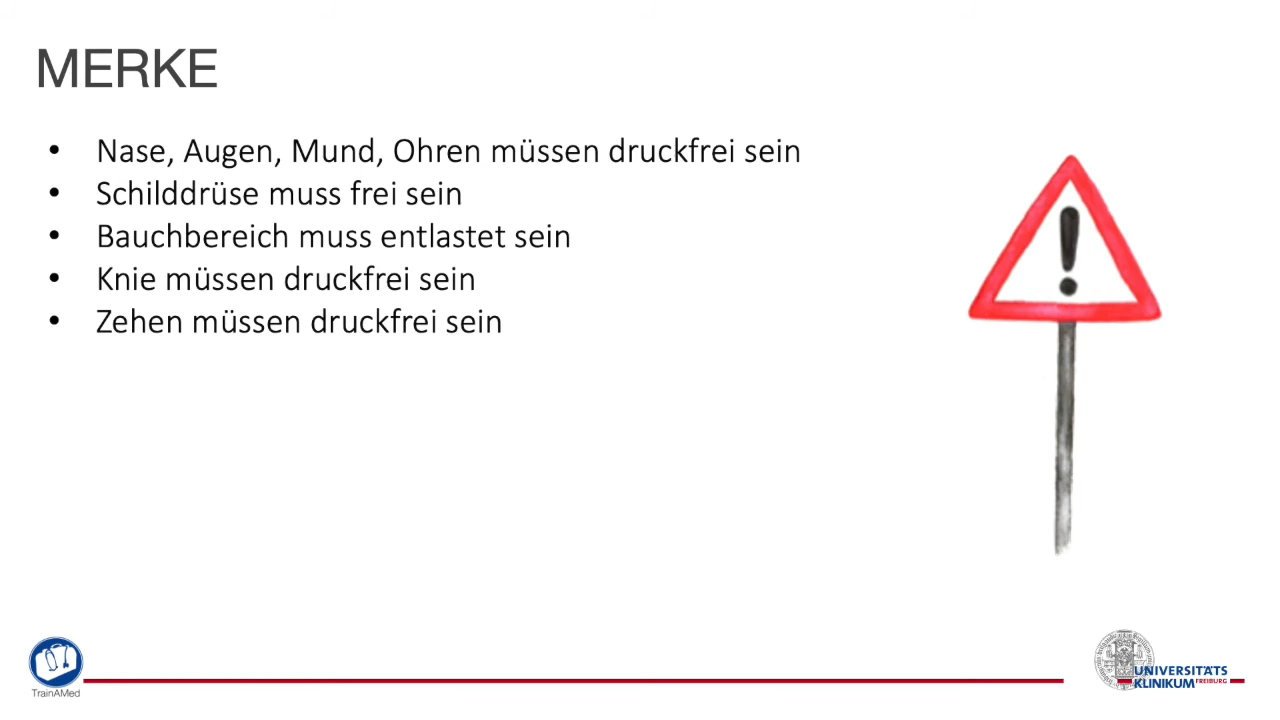 MERKE
• Nase, Augen, Mund, Ohren müssen druckfrei sein
• Schilddrüse muss frei sein
• Bauchbereich muss entlastet sein
• Knie müssen druckfrei sein
• Zehen müssen druckfrei sein
TrainAMed
UNIVERSITÄTS
KLINIKUM FREIBURG